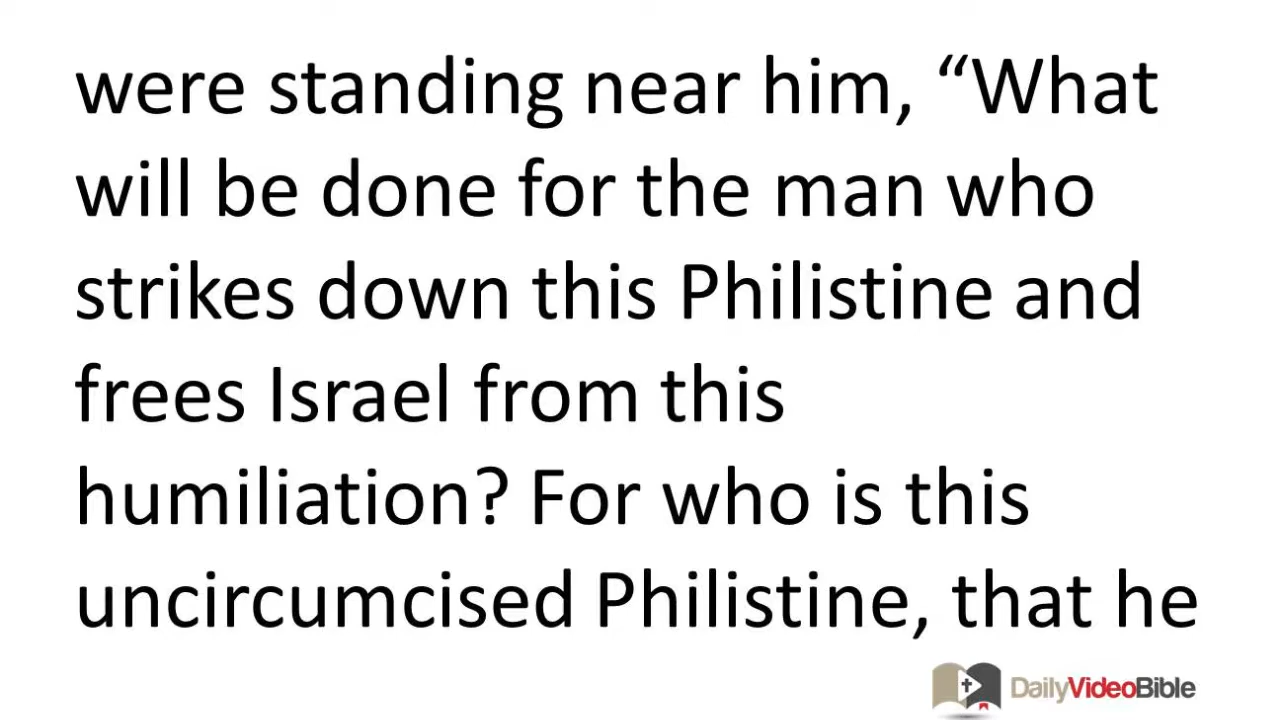 were standing near him, “What
will be done for the man who
strikes down this Philistine and
frees Israel from this
humiliation? For who is this
uncircumcised Philistine, that he
DailyVideoBible